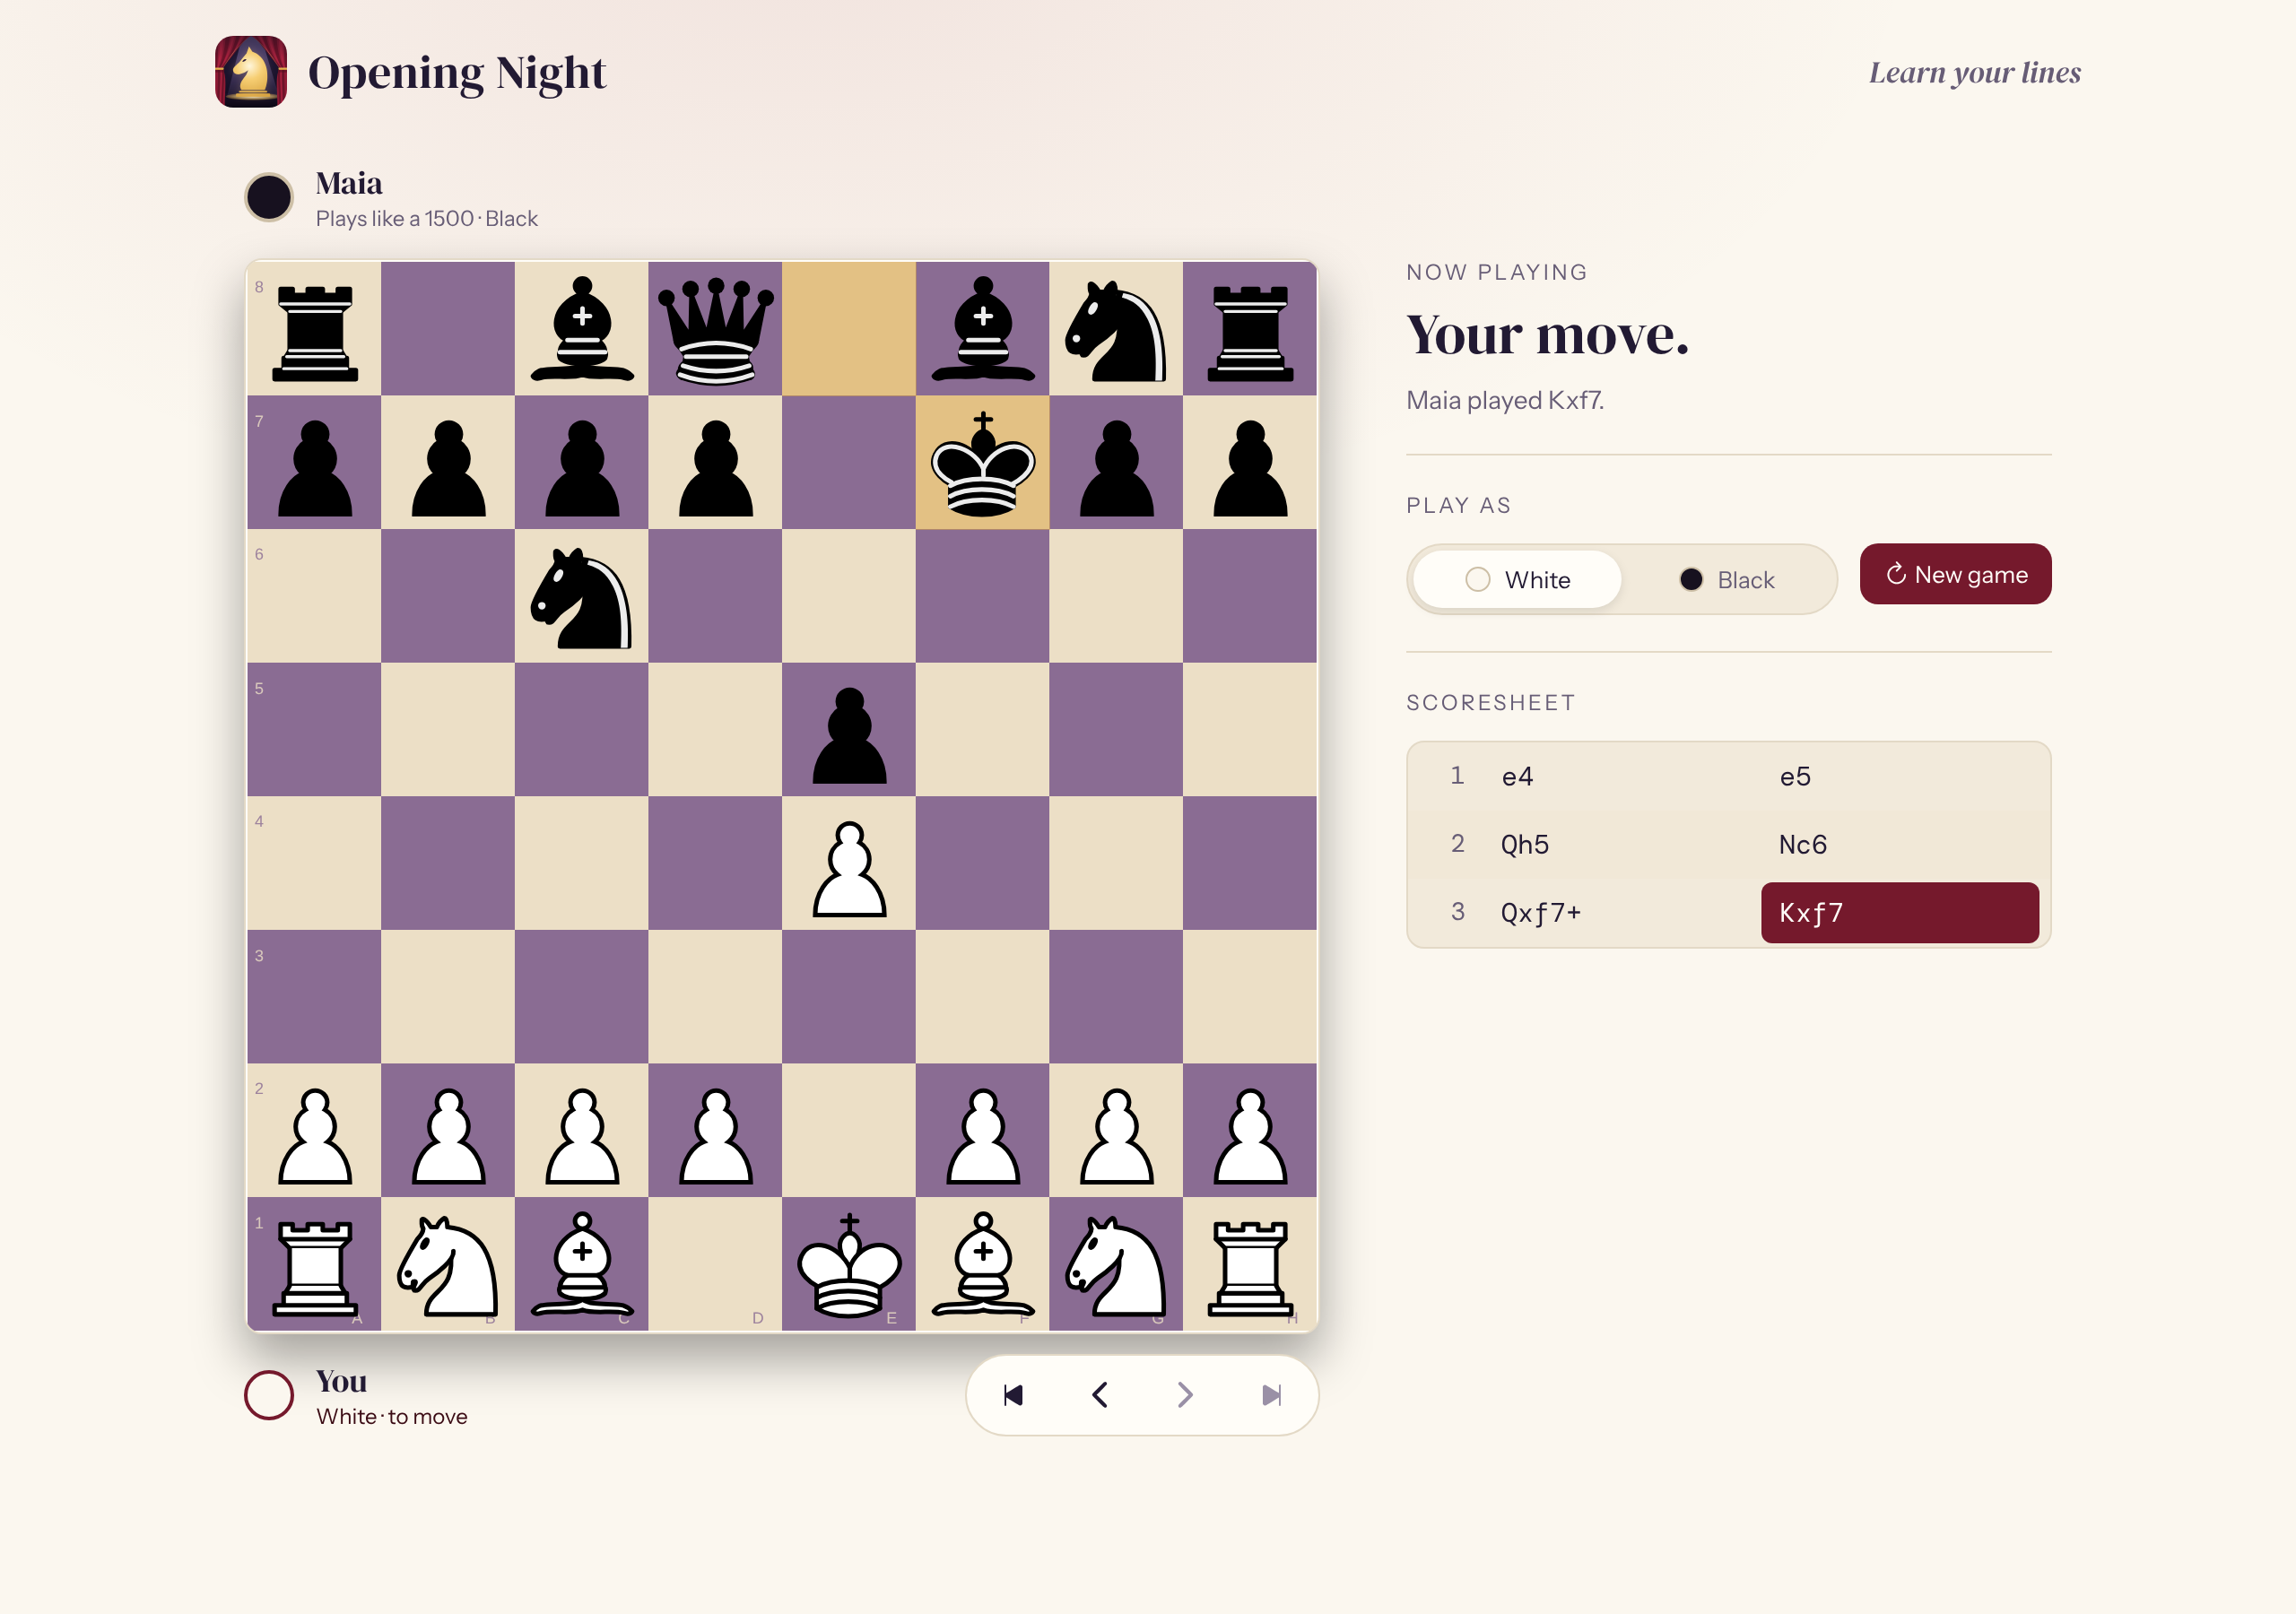 Opening Night
Learn your lines
Maia
Plays like a 1500 · Black
8
7
6
5
4
3
2
1
A B C D E F G H
You
White · to move
NOW PLAYING
Your move.
Maia played Kxf7.
PLAY AS
White
Black
New game
SCORESHEET
1 e4 e5
2 Qh5 Nc6
3 Qxf7+ Kxf7